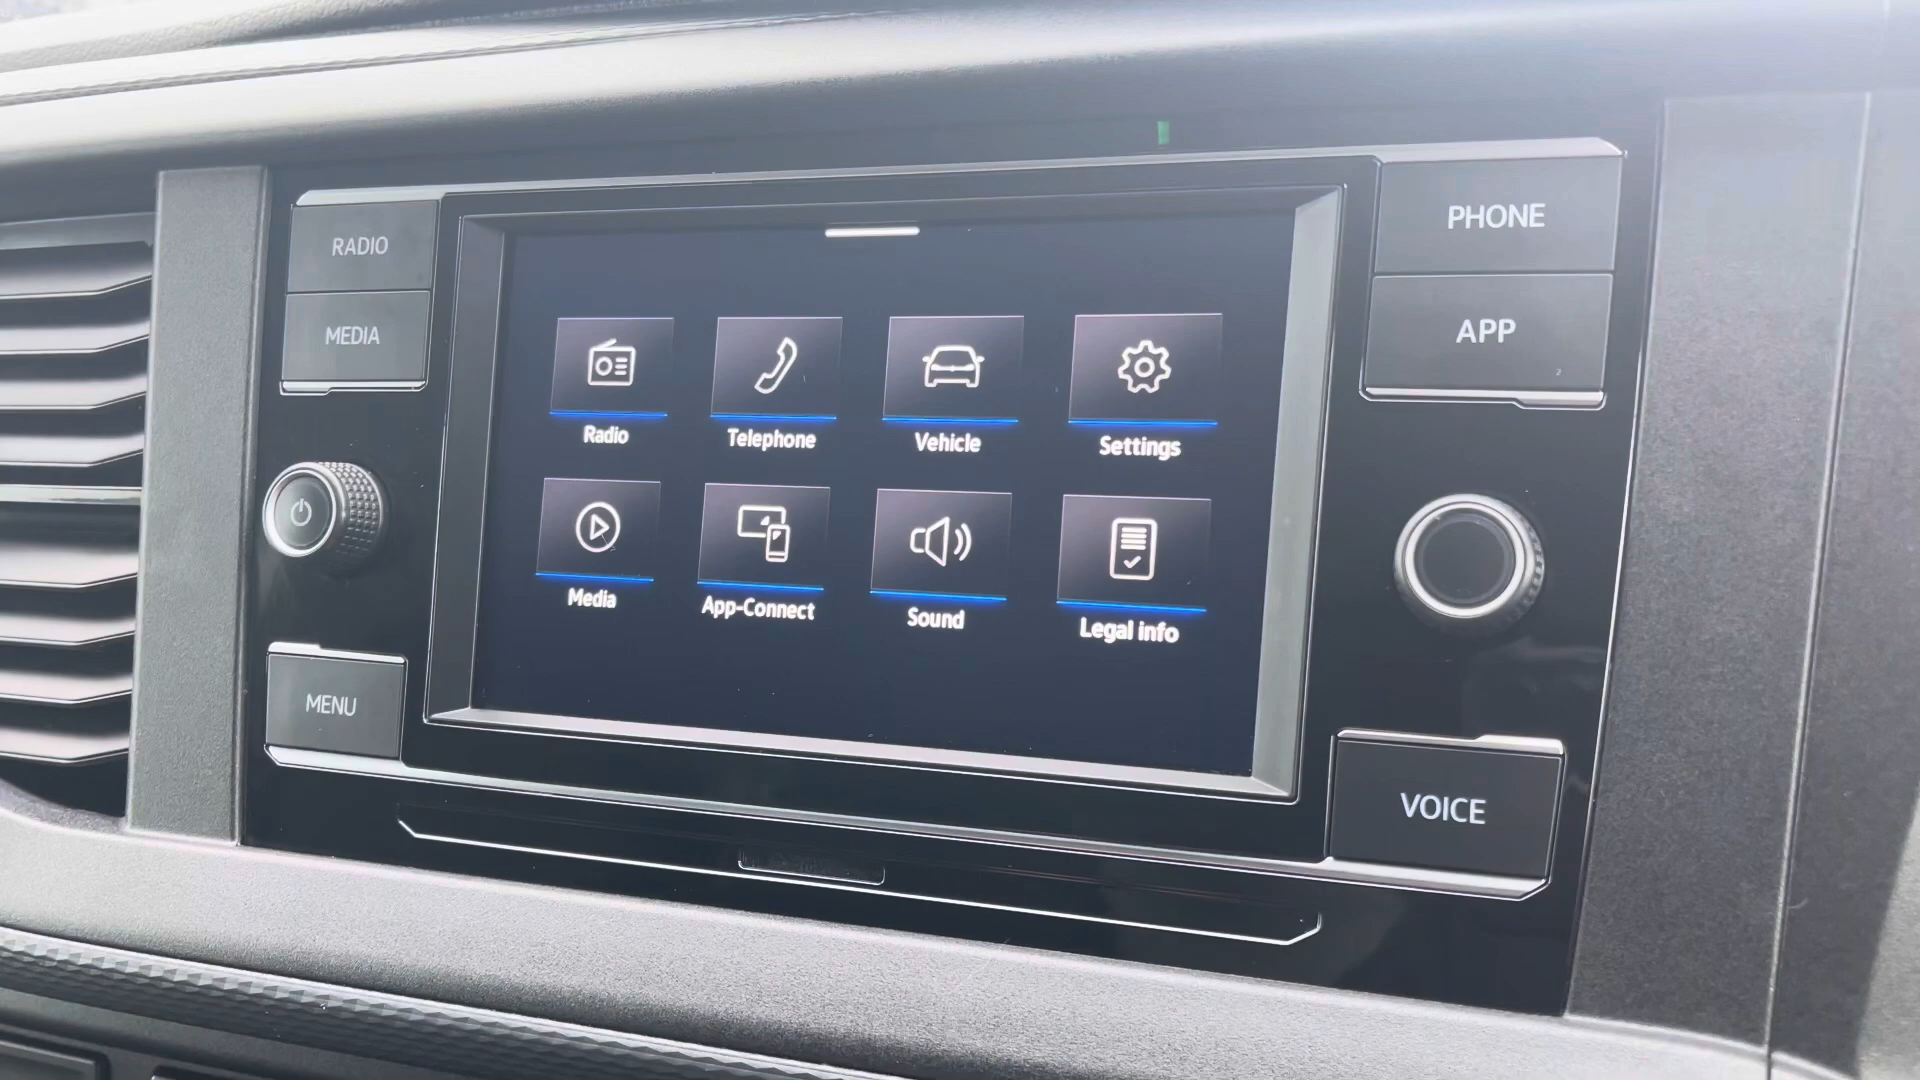 RADIO
MEDIA
MENU
Radio
Telephone
Vehicle
Settings
Media
App-Connect
Sound
Legal info
PHONE
APP
VOICE